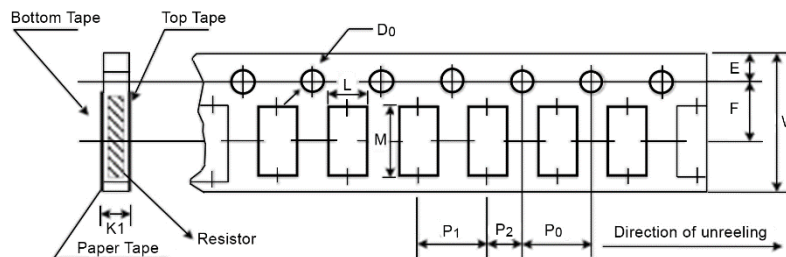 Bottom Tape
Top Tape
D0
E
L
F
M
W
K1
Resistor
Paper Tape
P1
P2
P0
Direction of unreeling